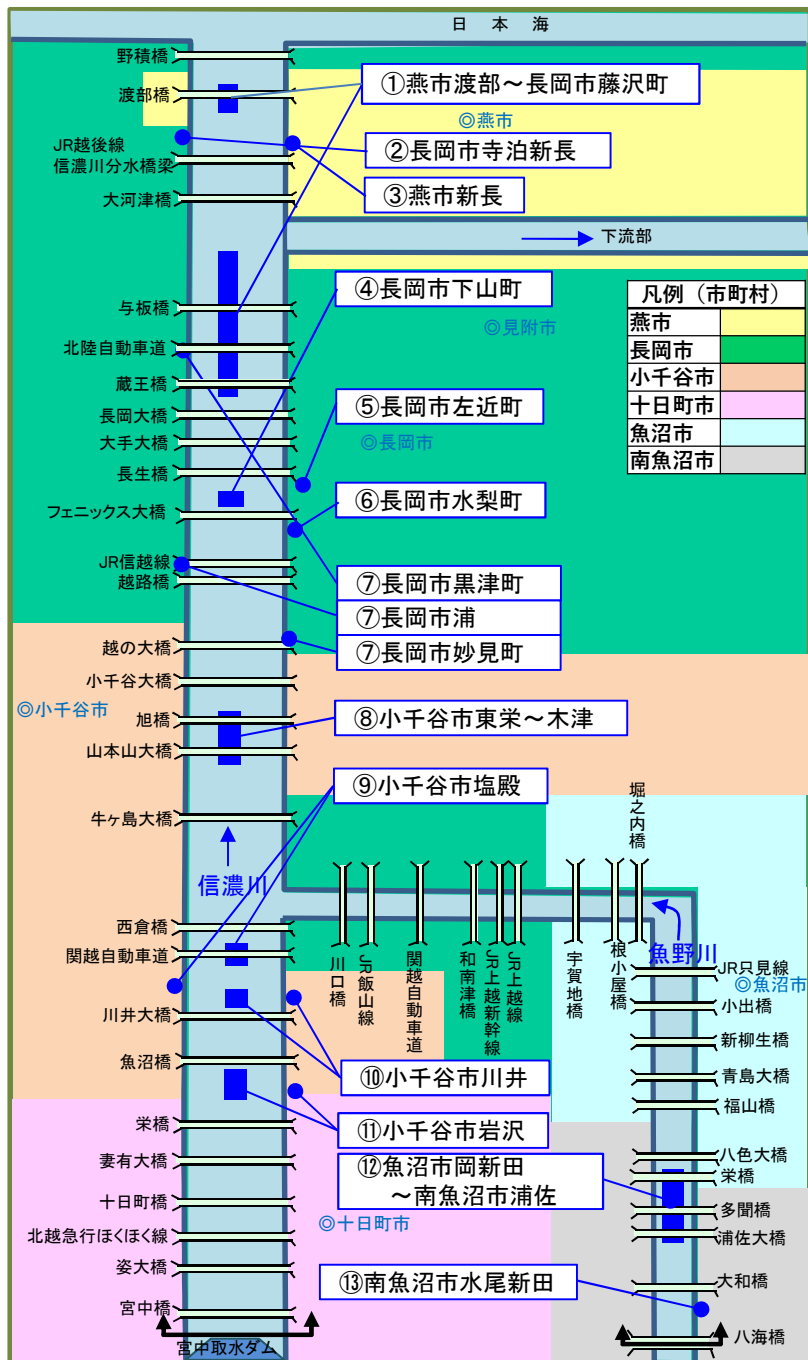 日本海
野積橋
渡部橋
①燕市渡部～長岡市藤沢町
◎燕市
JR越後線
信濃川分水橋梁
②長岡市寺泊新長
③燕市新長
大河津橋
下流部
④長岡市下山町
凡例（市町村）
燕市
長岡市
小千谷市
十日町市
魚沼市
南魚沼市
与板橋
◎見附市
北陸自動車道
蔵王橋
長岡大橋
⑤長岡市左近町
大手大橋
◎長岡市
長生橋
⑥長岡市水梨町
フェニックス大橋
JR信越線
越路橋
⑦長岡市黒津町
⑦長岡市浦
⑦長岡市妙見町
越の大橋
小千谷大橋
◎小千谷市
旭橋
⑧小千谷市東栄～木津
山本山大橋
⑨小千谷市塩殿
牛ヶ島大橋
堀之内橋
信濃川
西倉橋
関越自動車道
川口橋
JR飯山線
関越自動車道
和南津橋
JR上越新幹線
JR上越線
宇賀地橋
根小屋橋
魚野川
JR只見線
◎魚沼市
小出橋
川井大橋
新柳生橋
魚沼橋
⑩小千谷市川井
青島大橋
福山橋
栄橋
⑪小千谷市岩沢
妻有大橋
⑫魚沼市岡新田
～南魚沼市浦佐
八色大橋
栄橋
十日町橋
◎十日町市
多聞橋
北越急行ほくほく線
浦佐大橋
姿大橋
⑬南魚沼市水尾新田
大和橋
宮中橋
宮中取水ダム
八海橋